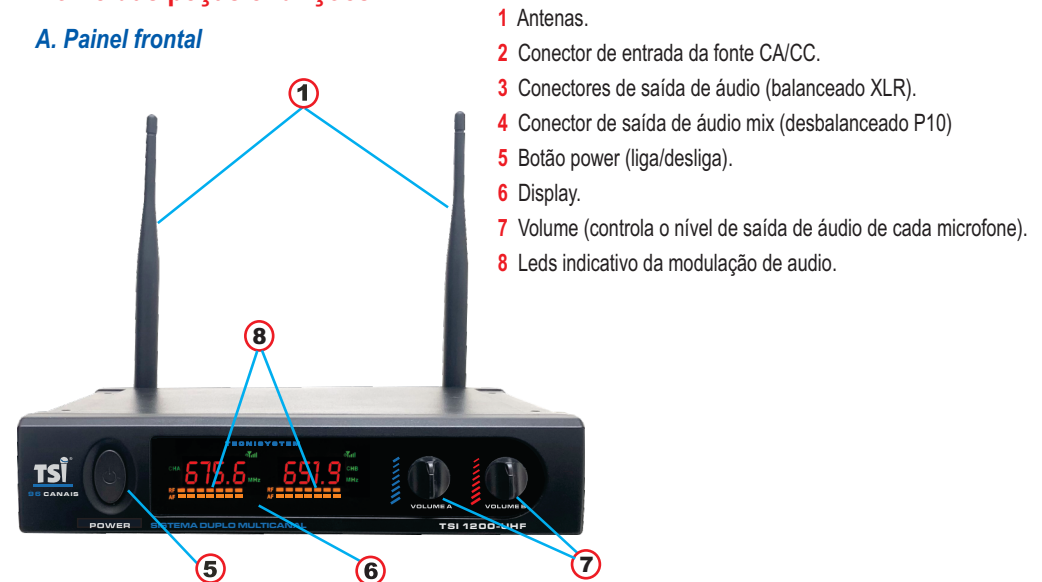 A. Painel frontal
1 Antenas.
2 Conector de entrada da fonte CA/CC.
3 Conectores de saída de áudio (balanceado XLR).
4 Conector de saída de áudio mix (desbalanceado P10)
5 Botão power (liga/desliga).
6 Display.
7 Volume (controla o nível de saída de áudio de cada microfone).
8 Leds indicativo da modulação de audio.
1
8
TECNISYSTEM
CHA 675.6 MHz
RF
AF
651.9 CHB MHz
RF
AF
TSI
CANAIS
POWER
SISTEMA DUPLO MULTICANAL
VOLUME A
VOLUME B
TSI 1200-UHF
5
6
7